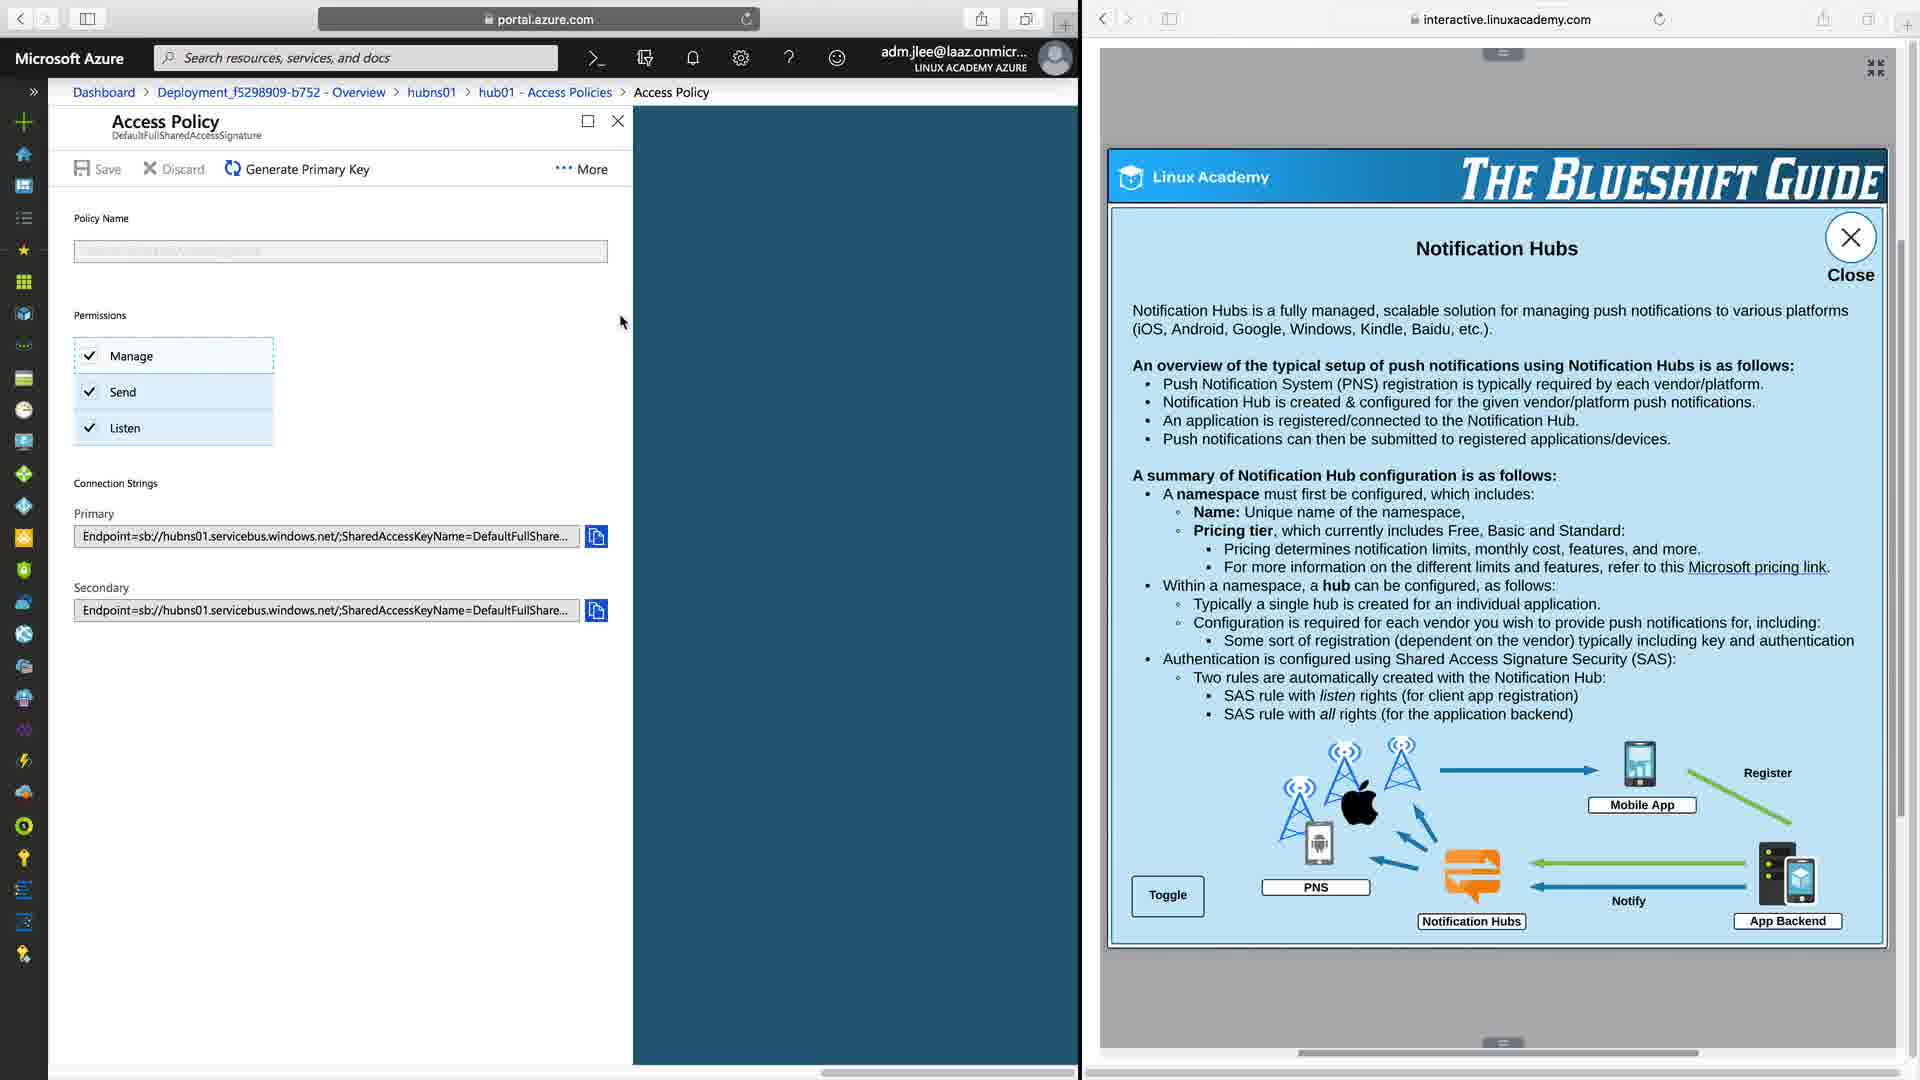 portal.azure.com
Microsoft Azure
Search resources, services, and docs
adm.jlee@laaz.onmicr...
LINUX ACADEMY AZURE
Dashboard > Deployment_f5298909-b752 - Overview > hubns01 > hub01 - Access Policies > Access Policy
Access Policy
DefaultFullSharedAccessSignature
Save
Discard
Generate Primary Key
More
Policy Name
Permissions
Manage
Send
Listen
Connection Strings
Primary
Endpoint=sb://hubns01.servicebus.windows.net/;SharedAccessKeyName=DefaultFullShare...
Secondary
Endpoint=sb://hubns01.servicebus.windows.net/;SharedAccessKeyName=DefaultFullShare...
interactive.linuxacademy.com
Linux Academy
THE BLUESHIFT GUIDE
Notification Hubs
Close
Notification Hubs is a fully managed, scalable solution for managing push notifications to various platforms
(iOS, Android, Google, Windows, Kindle, Baidu, etc.).
An overview of the typical setup of push notifications using Notification Hubs is as follows:
• Push Notification System (PNS) registration is typically required by each vendor/platform.
• Notification Hub is created & configured for the given vendor/platform push notifications.
• An application is registered/connected to the Notification Hub.
• Push notifications can then be submitted to registered applications/devices.
A summary of Notification Hub configuration is as follows:
• A namespace must first be configured, which includes:
◦ Name: Unique name of the namespace,
◦ Pricing tier, which currently includes Free, Basic and Standard:
▪ Pricing determines notification limits, monthly cost, features, and more.
▪ For more information on the different limits and features, refer to this Microsoft pricing link.
• Within a namespace, a hub can be configured, as follows:
◦ Typically a single hub is created for an individual application.
◦ Configuration is required for each vendor you wish to provide push notifications for, including:
▪ Some sort of registration (dependent on the vendor) typically including key and authentication
• Authentication is configured using Shared Access Signature Security (SAS):
◦ Two rules are automatically created with the Notification Hub:
▪ SAS rule with listen rights (for client app registration)
▪ SAS rule with all rights (for the application backend)
Register
Mobile App
Toggle
PNS
Notify
Notification Hubs
App Backend